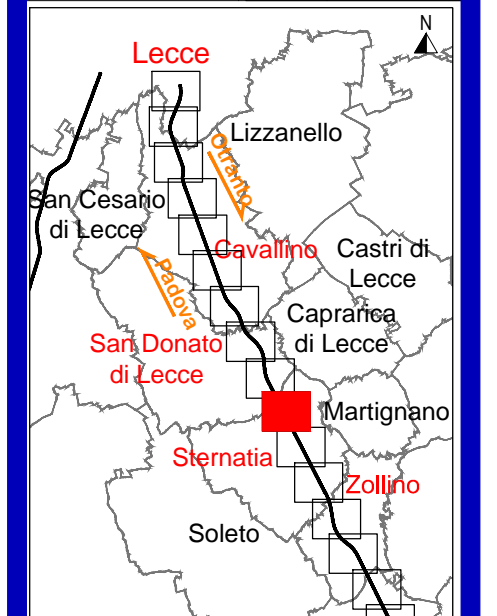 N
Lecce
Lizzanello
Otranto
San Cesario
di Lecce
Cavallino
Castri di
Lecce
Padova
Caprarica
di Lecce
San Donato
di Lecce
Martignano
Sternatia
Zollino
Soleto